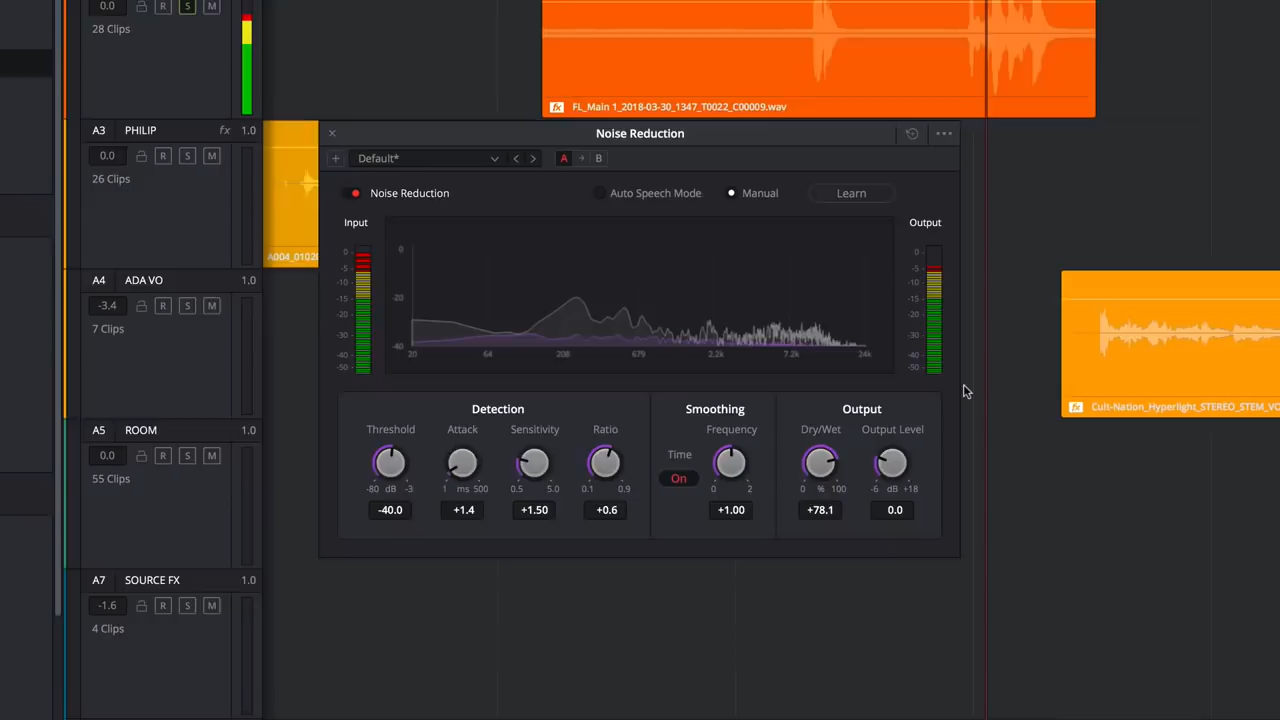 0.0 R S M
28 Clips
fx FL_Main 1_2018-03-30_1347_T0022_C00009.wav
A3 PHILIP fx 1.0
0.0 R S M
26 Clips
A004_01020
Noise Reduction
+ Default* A B
Noise Reduction Auto Speech Mode Manual Learn
Input Output
0 -5 -10 -15 -20 -30 -40 -50
0 -20 -40
20 64 208 679 2.2k 7.2k 24k
0 -5 -10 -15 -20 -30 -40 -50
Detection Smoothing Output
Threshold Attack Sensitivity Ratio Time Frequency Dry/Wet Output Level
On
-80 dB -3 1 ms 500 0.5 5.0 0.1 0.9 0 2 0 % 100 -6 dB +18
-40.0 +1.4 +1.50 +0.6 +1.00 +78.1 0.0
A4 ADA VO 1.0
-3.4 R S M
7 Clips
fx Cult-Nation_Hyperlight_STEREO_STEM_VO
A5 ROOM 1.0
0.0 R S M
55 Clips
A7 SOURCE FX 1.0
-1.6 R S M
4 Clips